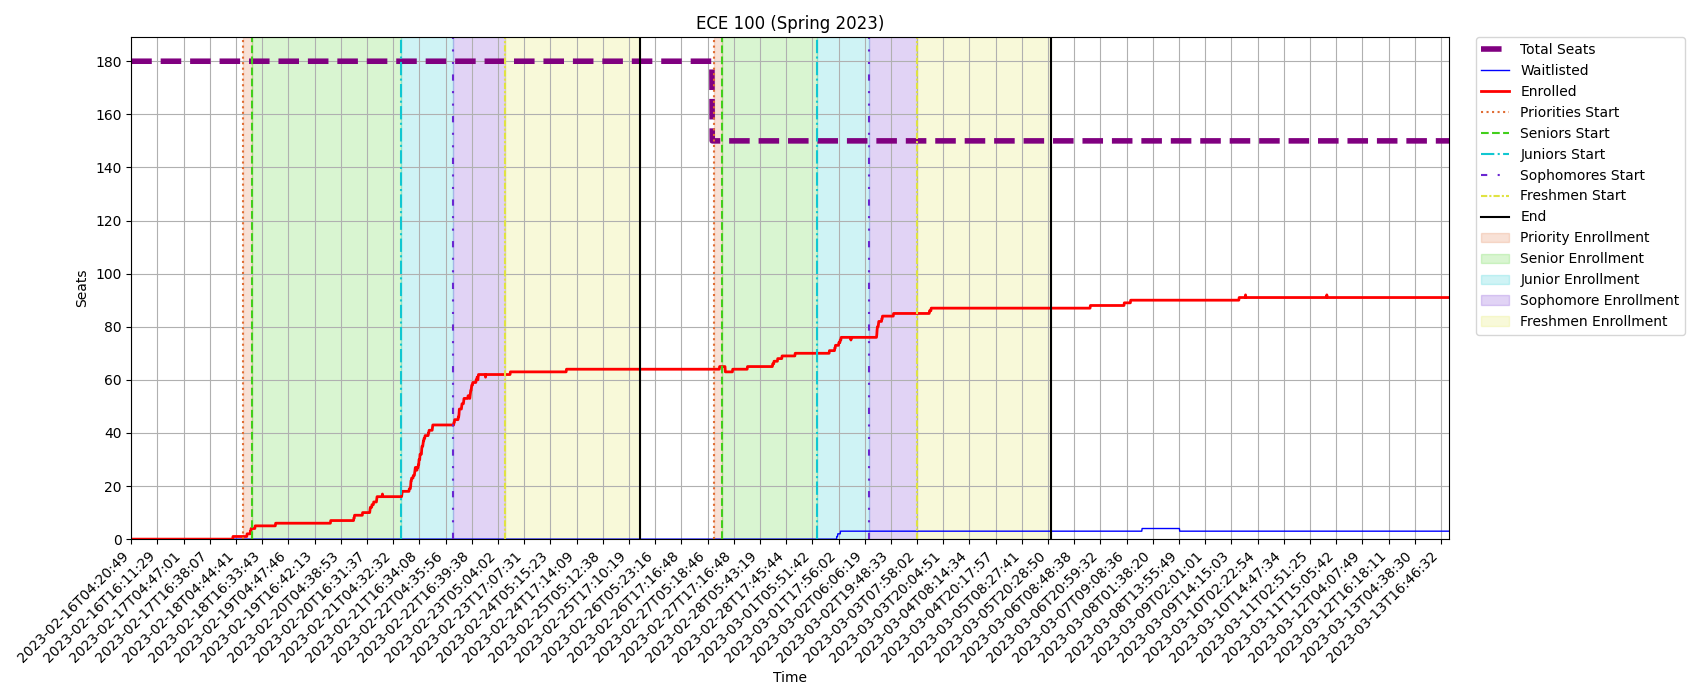 ECE 100 (Spring 2023)
Seats
180
160
140
120
100
80
60
40
20
0
2023-02-16T04:20:49
2023-02-16T16:11:29
2023-02-17T04:47:01
2023-02-17T16:38:07
2023-02-18T04:44:41
2023-02-18T16:33:43
2023-02-19T04:47:46
2023-02-19T16:42:13
2023-02-20T04:38:53
2023-02-20T16:31:37
2023-02-21T04:32:32
2023-02-21T16:34:08
2023-02-22T04:35:56
2023-02-22T16:39:38
2023-02-23T05:04:02
2023-02-23T17:07:31
2023-02-24T05:15:23
2023-02-24T17:14:09
2023-02-25T05:12:38
2023-02-25T17:10:19
2023-02-26T05:23:16
2023-02-26T17:16:48
2023-02-27T05:18:46
2023-02-27T17:16:48
2023-02-28T05:43:19
2023-02-28T17:45:44
2023-03-01T05:51:42
2023-03-01T17:56:02
2023-03-02T06:06:19
2023-03-02T19:48:33
2023-03-03T07:58:02
2023-03-03T20:04:51
2023-03-04T08:14:34
2023-03-04T20:17:57
2023-03-05T08:27:41
2023-03-05T20:28:50
2023-03-06T08:48:38
2023-03-06T20:59:32
2023-03-07T09:08:36
2023-03-08T01:38:20
2023-03-08T13:55:49
2023-03-09T02:01:01
2023-03-09T14:15:03
2023-03-10T02:22:54
2023-03-10T14:47:34
2023-03-11T02:51:25
2023-03-11T15:05:42
2023-03-12T04:07:49
2023-03-12T16:18:11
2023-03-13T04:38:30
2023-03-13T16:46:32
Time
Total Seats
Waitlisted
Enrolled
Priorities Start
Seniors Start
Juniors Start
Sophomores Start
Freshmen Start
End
Priority Enrollment
Senior Enrollment
Junior Enrollment
Sophomore Enrollment
Freshmen Enrollment